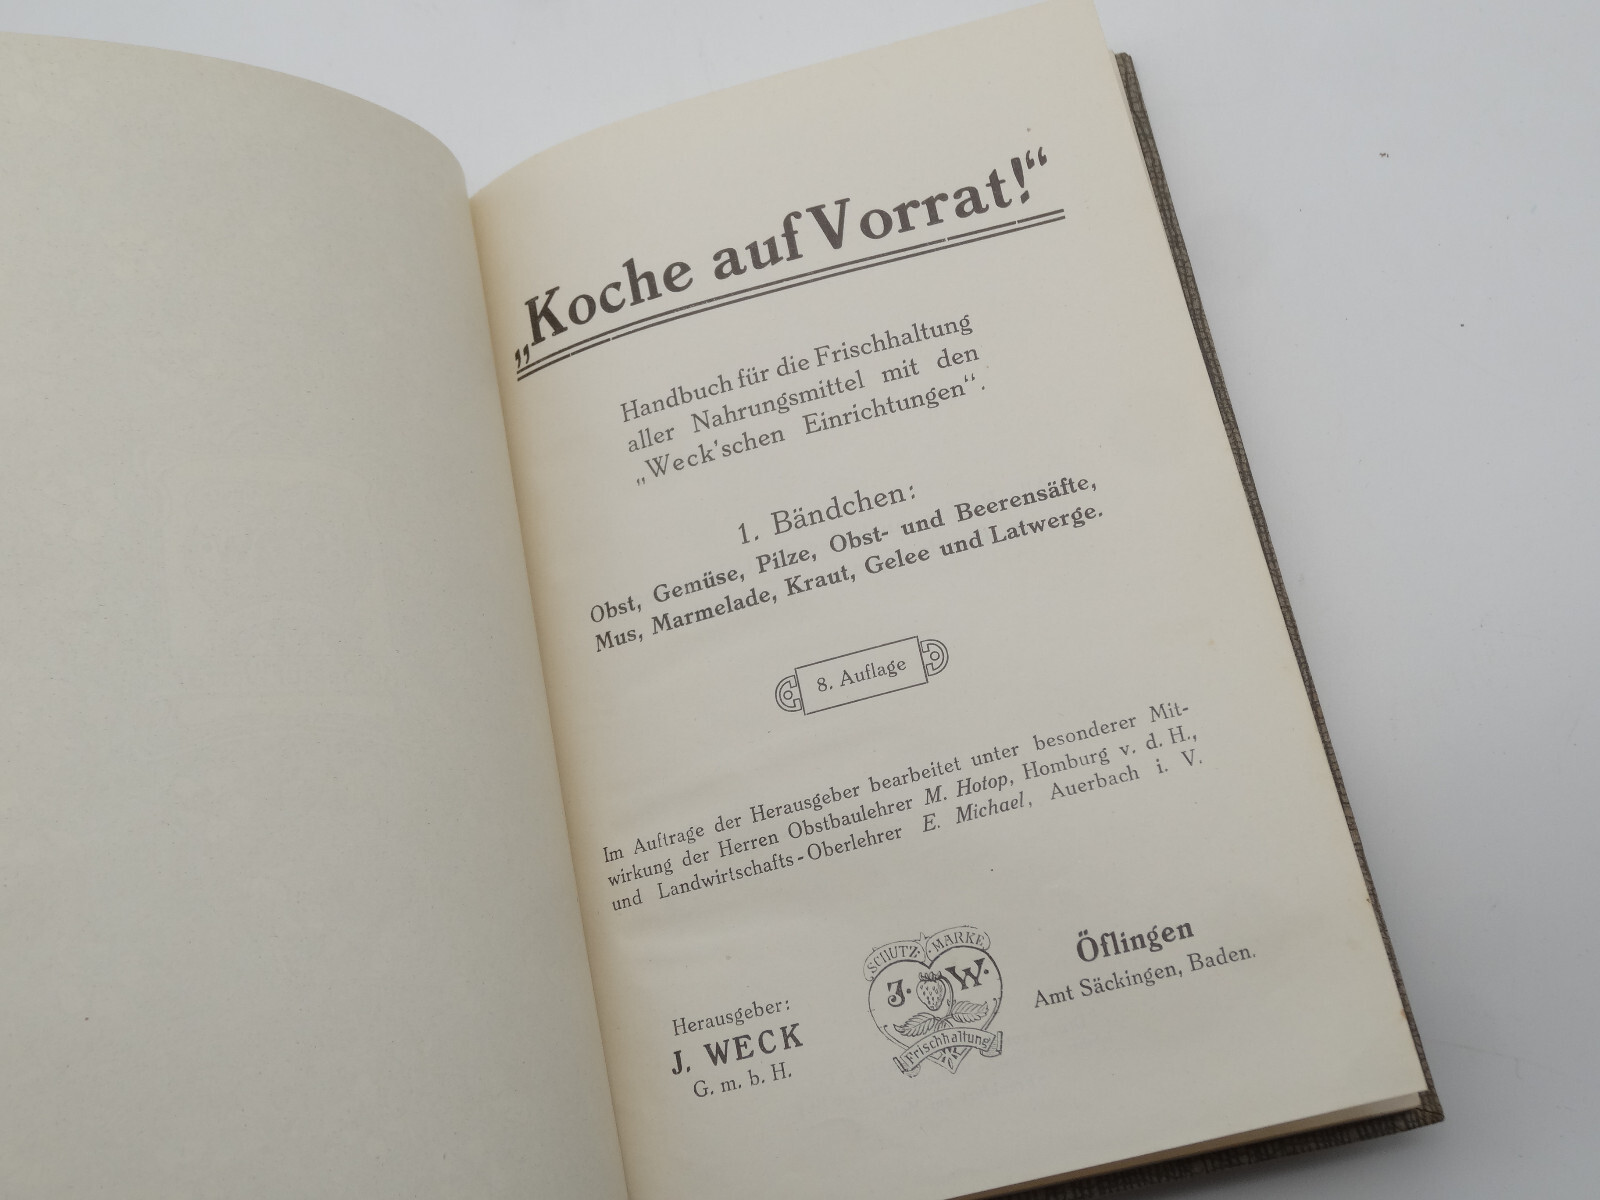 „Koche auf Vorrat!“
Handbuch für die Frischhaltung
aller Nahrungsmittel mit den
„Weck'schen Einrichtungen“.
1. Bändchen:
Obst, Gemüse, Pilze, Obst- und Beerensäfte,
Mus, Marmelade, Kraut, Gelee und Latwerge.
8. Auflage
Im Auftrage der Herausgeber bearbeitet unter besonderer Mit-
wirkung der Herren Obstbaulehrer M. Hotop, Homburg v. d. H.,
und Landwirtschafts-Oberlehrer E. Michael, Auerbach i. V.
Herausgeber:
J. WECK
G. m. b. H.
SCHUTZ-MARKE
J. W.
Frischhaltung
Öflingen
Amt Säckingen, Baden.